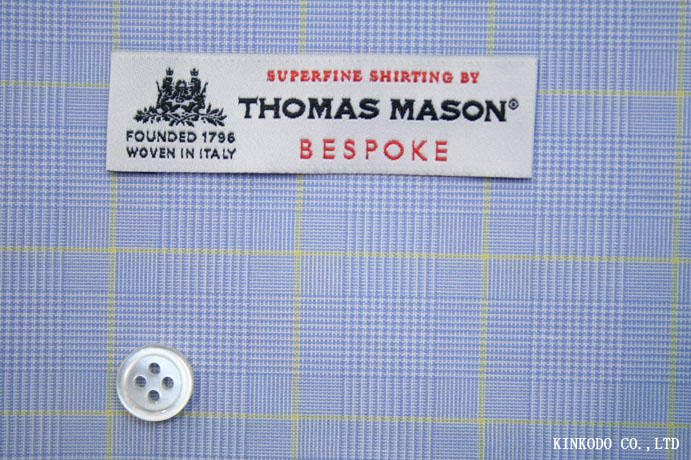 SUPERFINE SHIRTING BY
THOMAS MASON®
BESPOKE
FOUNDED 1796
WOVEN IN ITALY
KINKODO CO.,LTD